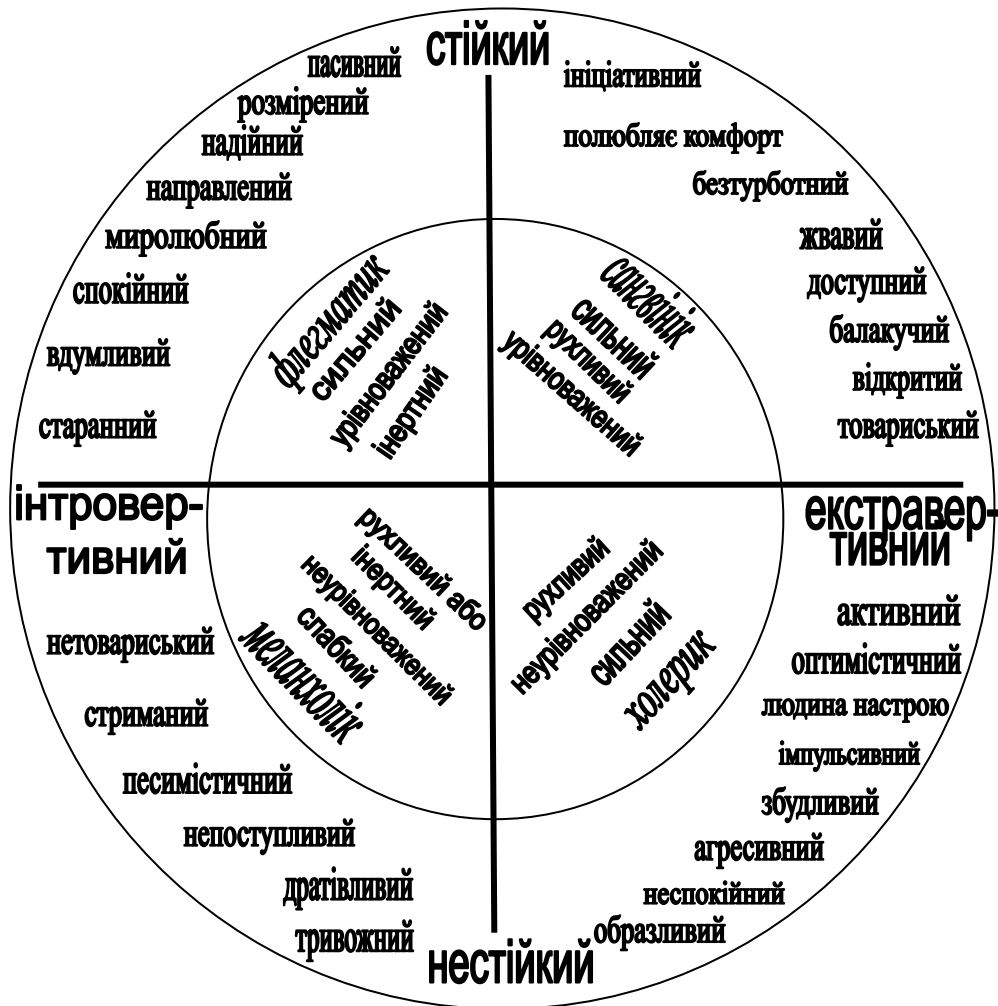 стійкий
пасивний
розмірений
надійний
направлений
миролюбний
спокійний
вдумливий
старанний
ініціативний
полюбляє комфорт
безтурботний
жвавий
доступний
балакучий
відкритий
товариський
флегматик
сильний
урівноважений
інертний
сангвінік
сильний
рухливий
урівноважений
інтровер-
тивний
екстравер-
тивний
рухливий або
інертний
неурівноважений
слабкий
меланхолік
рухливий
неурівноважений
сильний
холерик
нетовариський
стриманий
песимістичний
непоступливий
дратівливий
тривожний
активний
оптимістичний
людина настрою
імпульсивний
збудливий
агресивний
неспокійний
образливий
нестійкий